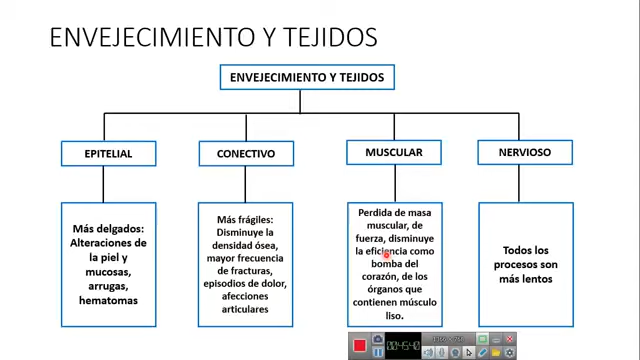 ENVEJECIMIENTO Y TEJIDOS
ENVEJECIMIENTO Y TEJIDOS
EPITELIAL
CONECTIVO
MUSCULAR
NERVIOSO
Más delgados:
Alteraciones de
la piel y
mucosas,
arrugas,
hematomas
Más frágiles:
Disminuye la
densidad ósea,
mayor frecuencia
de fracturas,
episodios de dolor,
afecciones
articulares
Perdida de masa
muscular, de
fuerza, disminuye
la eficiencia como
bomba del
corazón, de los
órganos que
contienen músculo
liso.
Todos los
procesos son
más lentos
00:45:40